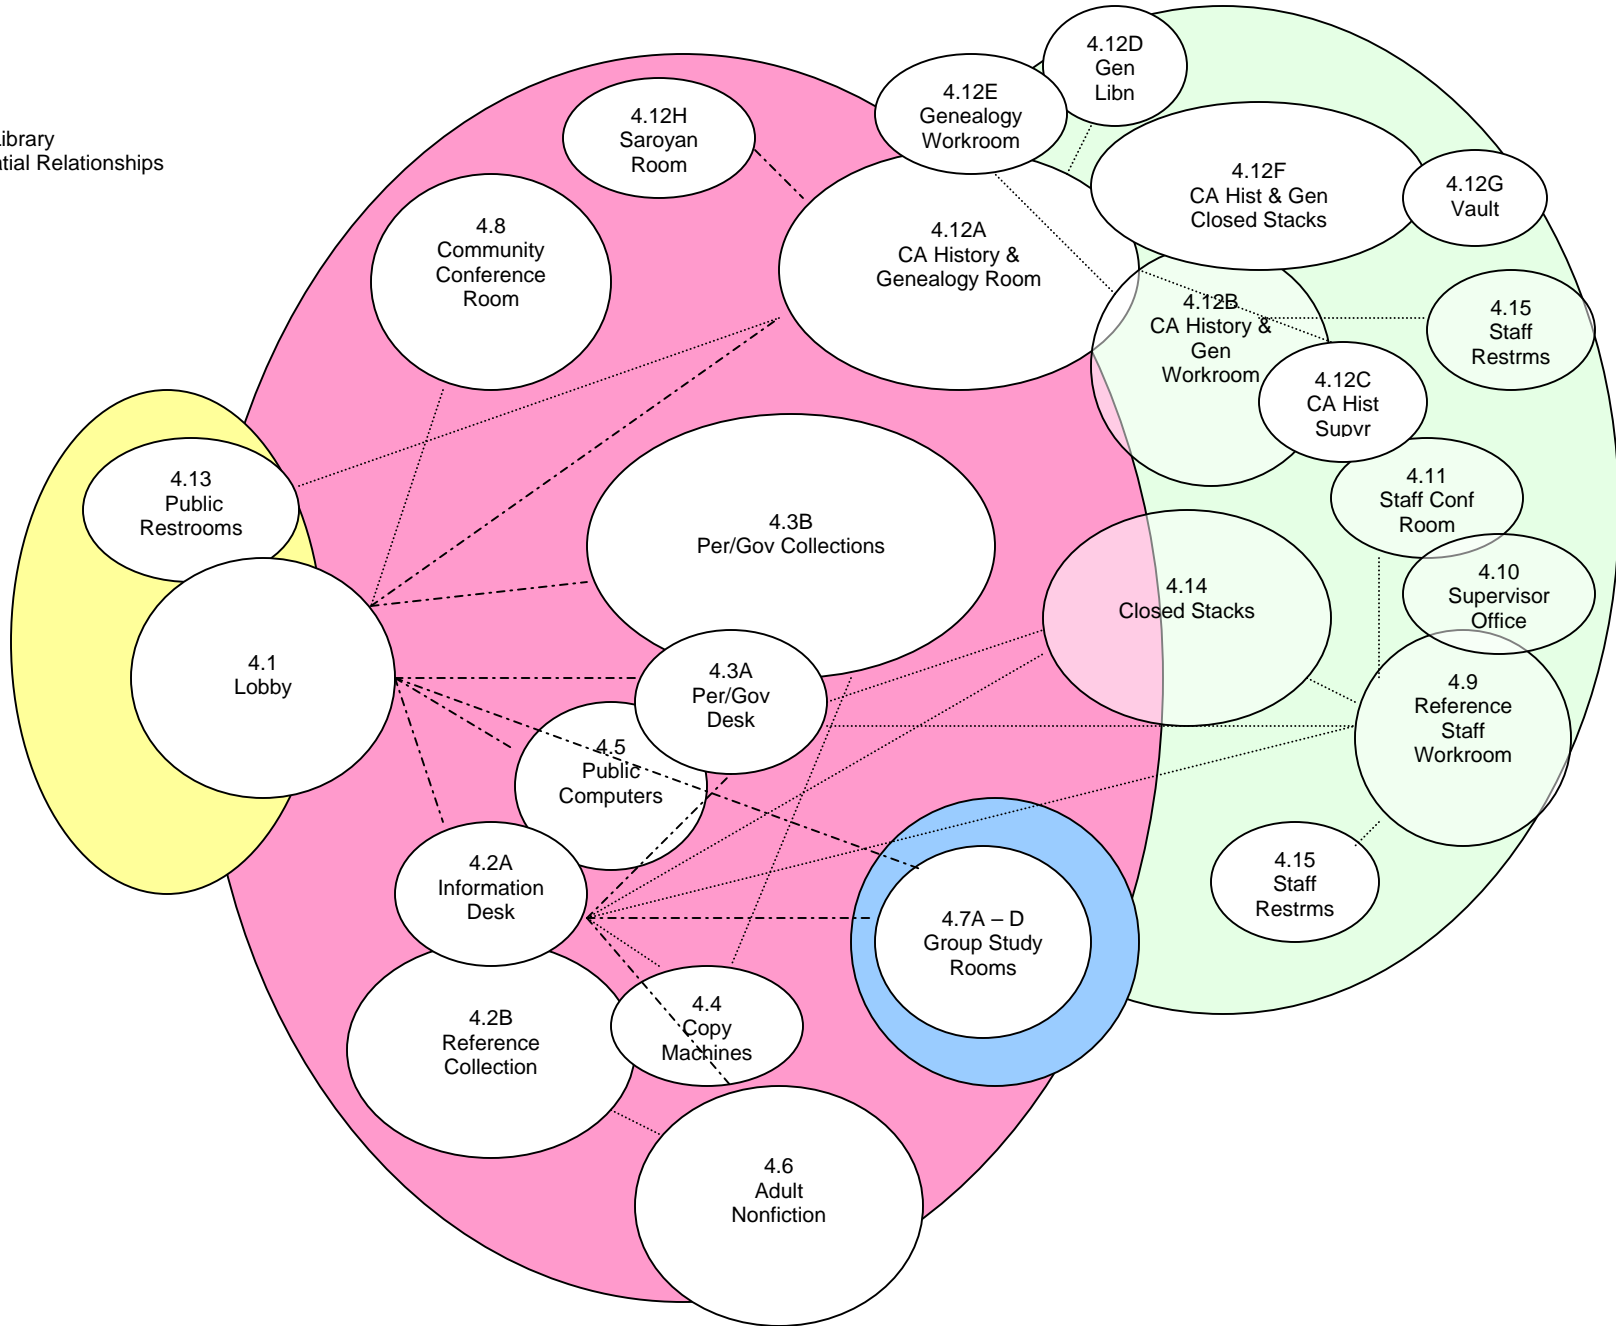 Library
tial Relationships
4.12D
Gen
Libn
4.12E
Genealogy
Workroom
4.12H
Saroyan
Room
4.12F
CA Hist & Gen
Closed Stacks
4.12G
Vault
4.8
Community
Conference
Room
4.12A
CA History &
Genealogy Room
4.12B
CA History &
Gen
Workroom
4.15
Staff
Restrms
4.12C
CA Hist
Supvr
4.13
Public
Restrooms
4.3B
Per/Gov Collections
4.11
Staff Conf
Room
4.14
Closed Stacks
4.10
Supervisor
Office
4.1
Lobby
4.3A
Per/Gov
Desk
4.9
Reference
Staff
Workroom
4.5
Public
Computers
4.2A
Information
Desk
4.15
Staff
Restrms
4.7A – D
Group Study
Rooms
4.2B
Reference
Collection
4.4
Copy
Machines
4.6
Adult
Nonfiction